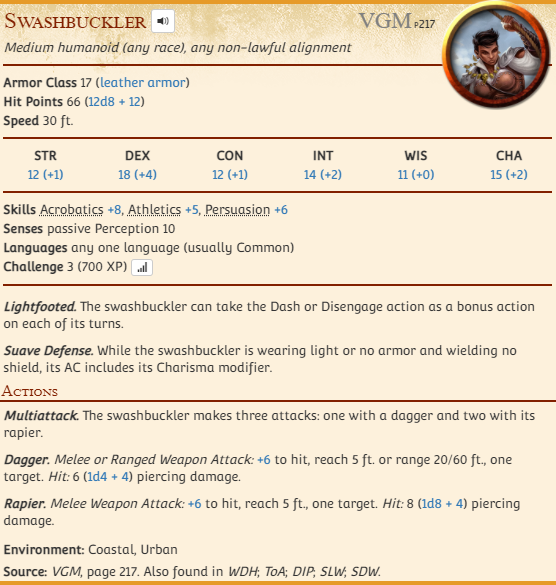 Swashbuckler VGM P217
Medium humanoid (any race), any non-lawful alignment
Armor Class 17 (leather armor)
Hit Points 66 (12d8 + 12)
Speed 30 ft.
STR DEX CON INT WIS CHA
12 (+1) 18 (+4) 12 (+1) 14 (+2) 11 (+0) 15 (+2)
Skills Acrobatics +8, Athletics +5, Persuasion +6
Senses passive Perception 10
Languages any one language (usually Common)
Challenge 3 (700 XP)
Lightfooted. The swashbuckler can take the Dash or Disengage action as a bonus action
on each of its turns.
Suave Defense. While the swashbuckler is wearing light or no armor and wielding no
shield, its AC includes its Charisma modifier.
Actions
Multiattack. The swashbuckler makes three attacks: one with a dagger and two with its
rapier.
Dagger. Melee or Ranged Weapon Attack: +6 to hit, reach 5 ft. or range 20/60 ft., one
target. Hit: 6 (1d4 + 4) piercing damage.
Rapier. Melee Weapon Attack: +6 to hit, reach 5 ft., one target. Hit: 8 (1d8 + 4) piercing
damage.
Environment: Coastal, Urban
Source: VGM, page 217. Also found in WDH; ToA; DIP; SLW; SDW.